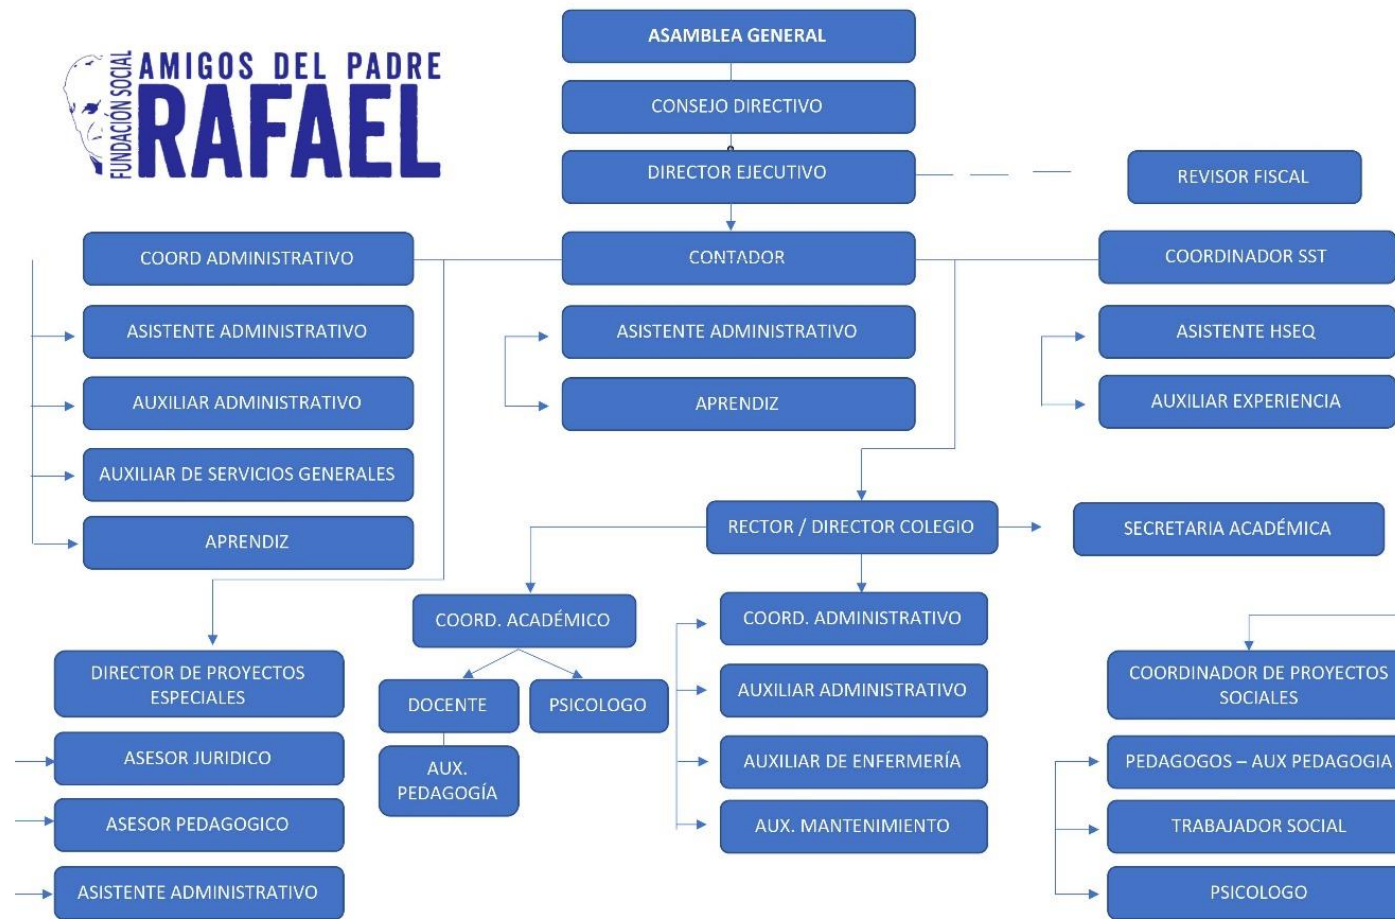 FUNDACIÓN SOCIAL
AMIGOS DEL PADRE
RAFAEL
ASAMBLEA GENERAL
CONSEJO DIRECTIVO
DIRECTOR EJECUTIVO
REVISOR FISCAL
COORD ADMINISTRATIVO
CONTADOR
COORDINADOR SST
ASISTENTE ADMINISTRATIVO
ASISTENTE ADMINISTRATIVO
ASISTENTE HSEQ
AUXILIAR ADMINISTRATIVO
APRENDIZ
AUXILIAR EXPERIENCIA
AUXILIAR DE SERVICIOS GENERALES
APRENDIZ
RECTOR / DIRECTOR COLEGIO
SECRETARIA ACADÉMICA
COORD. ACADÉMICO
COORD. ADMINISTRATIVO
DIRECTOR DE PROYECTOS
ESPECIALES
COORDINADOR DE PROYECTOS
SOCIALES
DOCENTE
PSICOLOGO
AUXILIAR ADMINISTRATIVO
ASESOR JURIDICO
AUX.
PEDAGOGÍA
AUXILIAR DE ENFERMERÍA
PEDAGOGOS – AUX PEDAGOGIA
ASESOR PEDAGOGICO
AUX. MANTENIMIENTO
TRABAJADOR SOCIAL
ASISTENTE ADMINISTRATIVO
PSICOLOGO